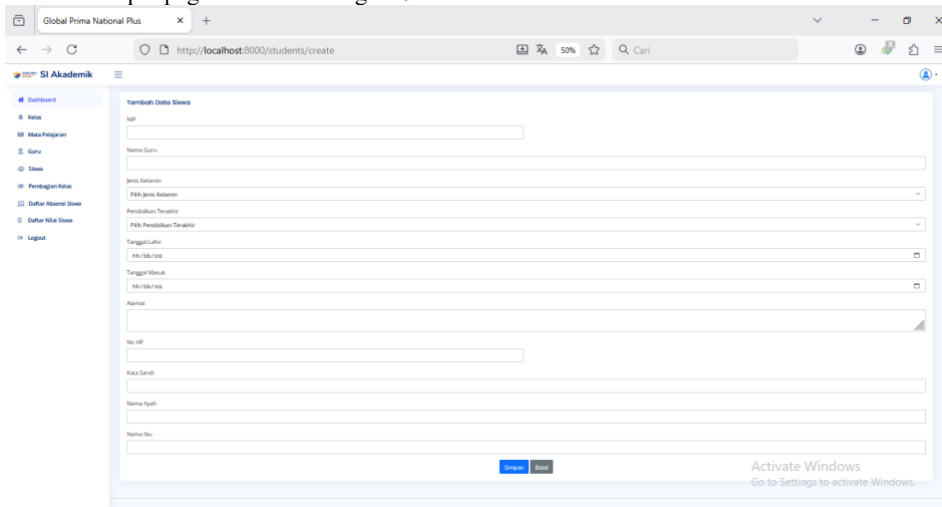 Global Prima National Plus
http://localhost:8000/students/create
50%
Cari
SI Akademik
Dashboard
Kelas
Mata Pelajaran
Guru
Siswa
Pembagian Kelas
Daftar Absensi Siswa
Daftar Nilai Siswa
Logout
Tambah Data Siswa
NIP
Nama Guru
Jenis Kelamin
Pilih Jenis Kelamin
Pendidikan Terakhir
Pilih Pendidikan Terakhir
Tanggal Lahir
hh/bb/tttt
Tanggal Masuk
hh/bb/tttt
Alamat
No HP
Kata Sandi
Nama Ayah
Nama Ibu
Simpan Batal
Activate Windows
Go to Settings to activate Windows.